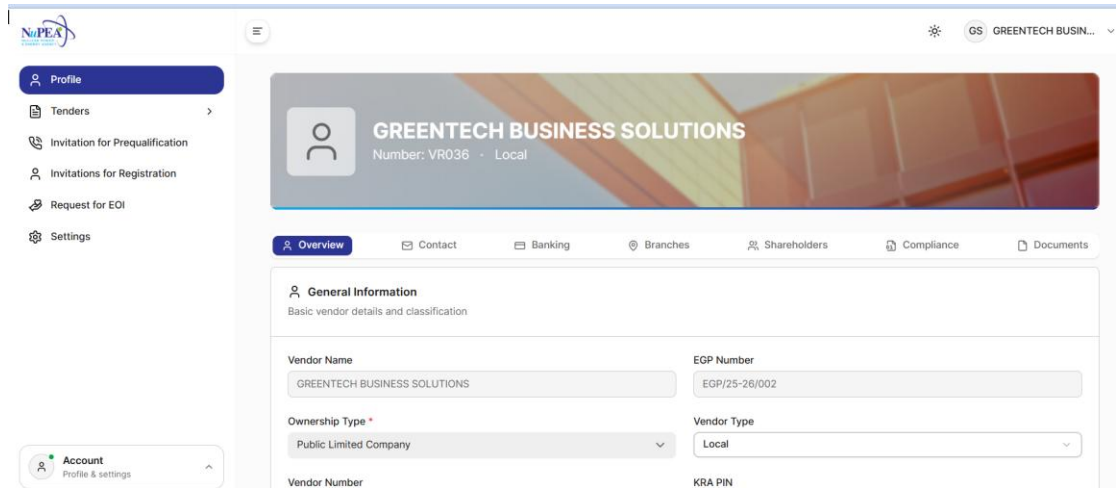 NuPEA
GS GREENTECH BUSIN...
Profile
Tenders
Invitation for Prequalification
Invitations for Registration
Request for EOI
Settings
GREENTECH BUSINESS SOLUTIONS
Number: VR036 · Local
Overview Contact Banking Branches Shareholders Compliance Documents
General Information
Basic vendor details and classification
Vendor Name EGP Number
GREENTECH BUSINESS SOLUTIONS EGP/25-26/002
Ownership Type * Vendor Type
Public Limited Company Local
Vendor Number KRA PIN
Account
Profile & settings